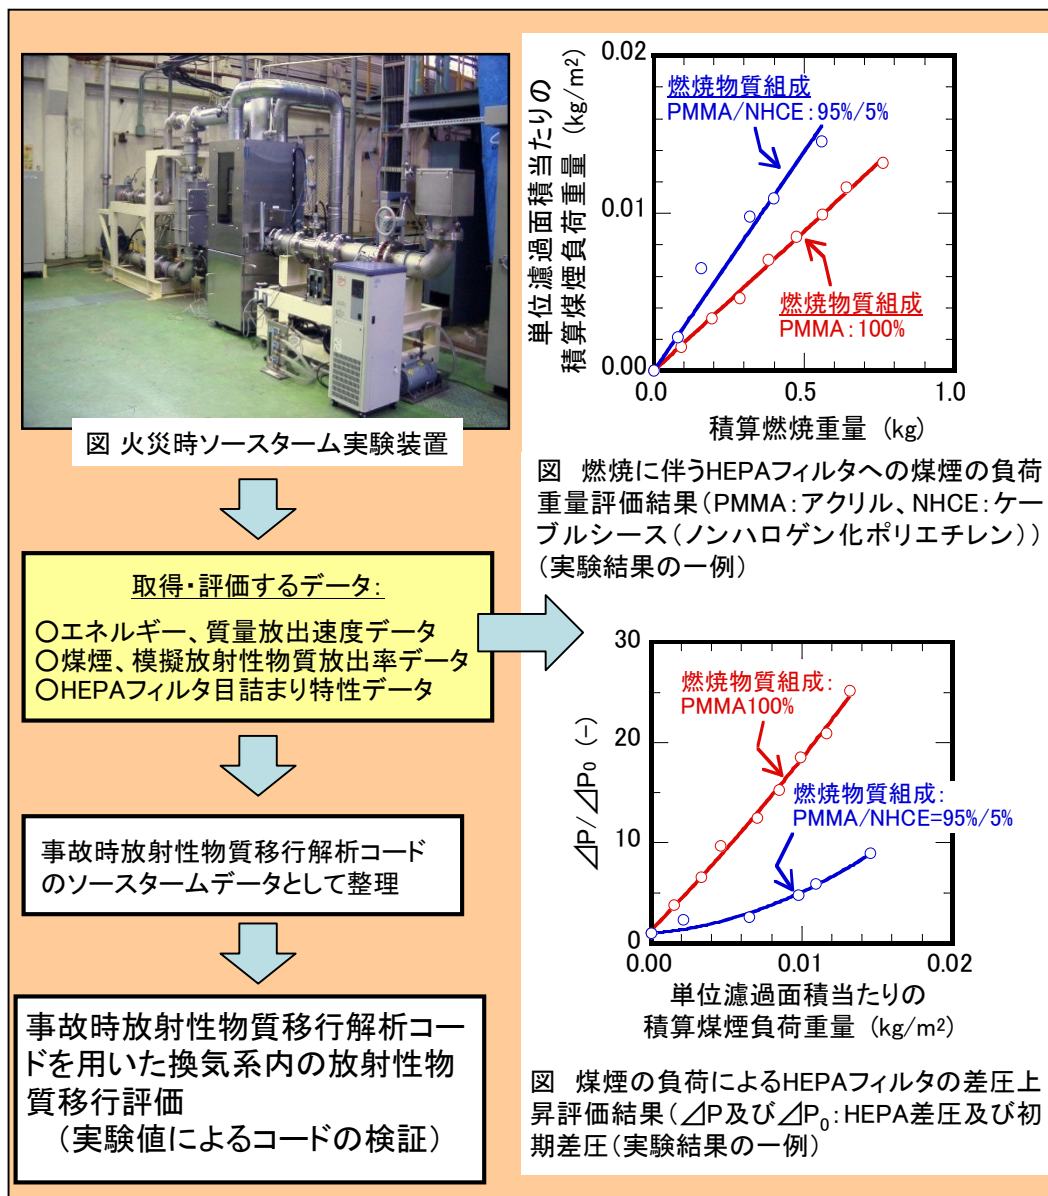 図 火災時ソースターム実験装置
取得・評価するデータ:
○エネルギー、質量放出速度データ
○煤煙、模擬放射性物質放出率データ
○HEPAフィルタ目詰まり特性データ
事故時放射性物質移行解析コード
のソースタームデータとして整理
事故時放射性物質移行解析コー
ドを用いた換気系内の放射性物
質移行評価
（実験値によるコードの検証）
単位濾過面積当たりの
積算煤煙負荷重量 (kg/m²)
0.02
0.01
0.00
燃焼物質組成
PMMA/NHCE:95%/5%
燃焼物質組成
PMMA:100%
0.0 0.5 1.0
積算燃焼重量 (kg)
図 燃焼に伴うHEPAフィルタへの煤煙の負荷
重量評価結果（PMMA:アクリル、NHCE:ケー
ブルシース（ノンハロゲン化ポリエチレン））
（実験結果の一例）
⊿P/⊿P₀ (-)
30
20
10
0
燃焼物質組成:
PMMA100%
燃焼物質組成:
PMMA/NHCE=95%/5%
0.00 0.01 0.02
単位濾過面積当たりの
積算煤煙負荷重量 (kg/m²)
図 煤煙の負荷によるHEPAフィルタの差圧上
昇評価結果（⊿P及び⊿P₀:HEPA差圧及び初
期差圧（実験結果の一例）